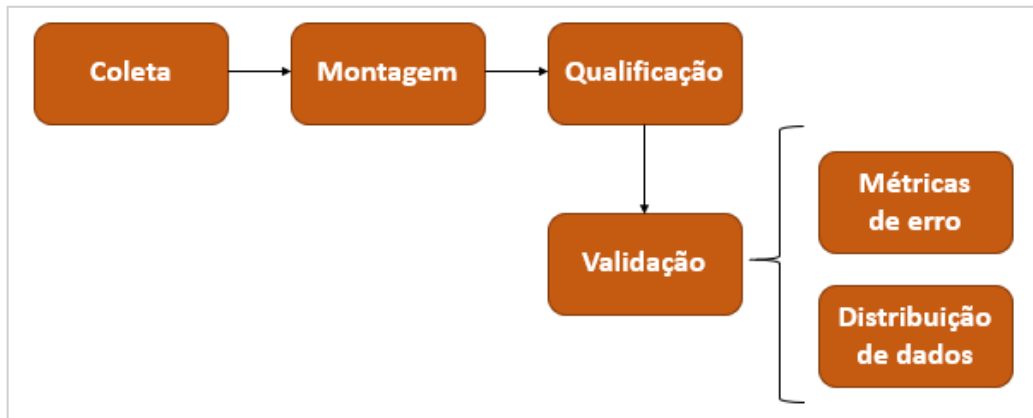 Coleta
Montagem
Qualificação
Validação
Métricas
de erro
Distribuição
de dados